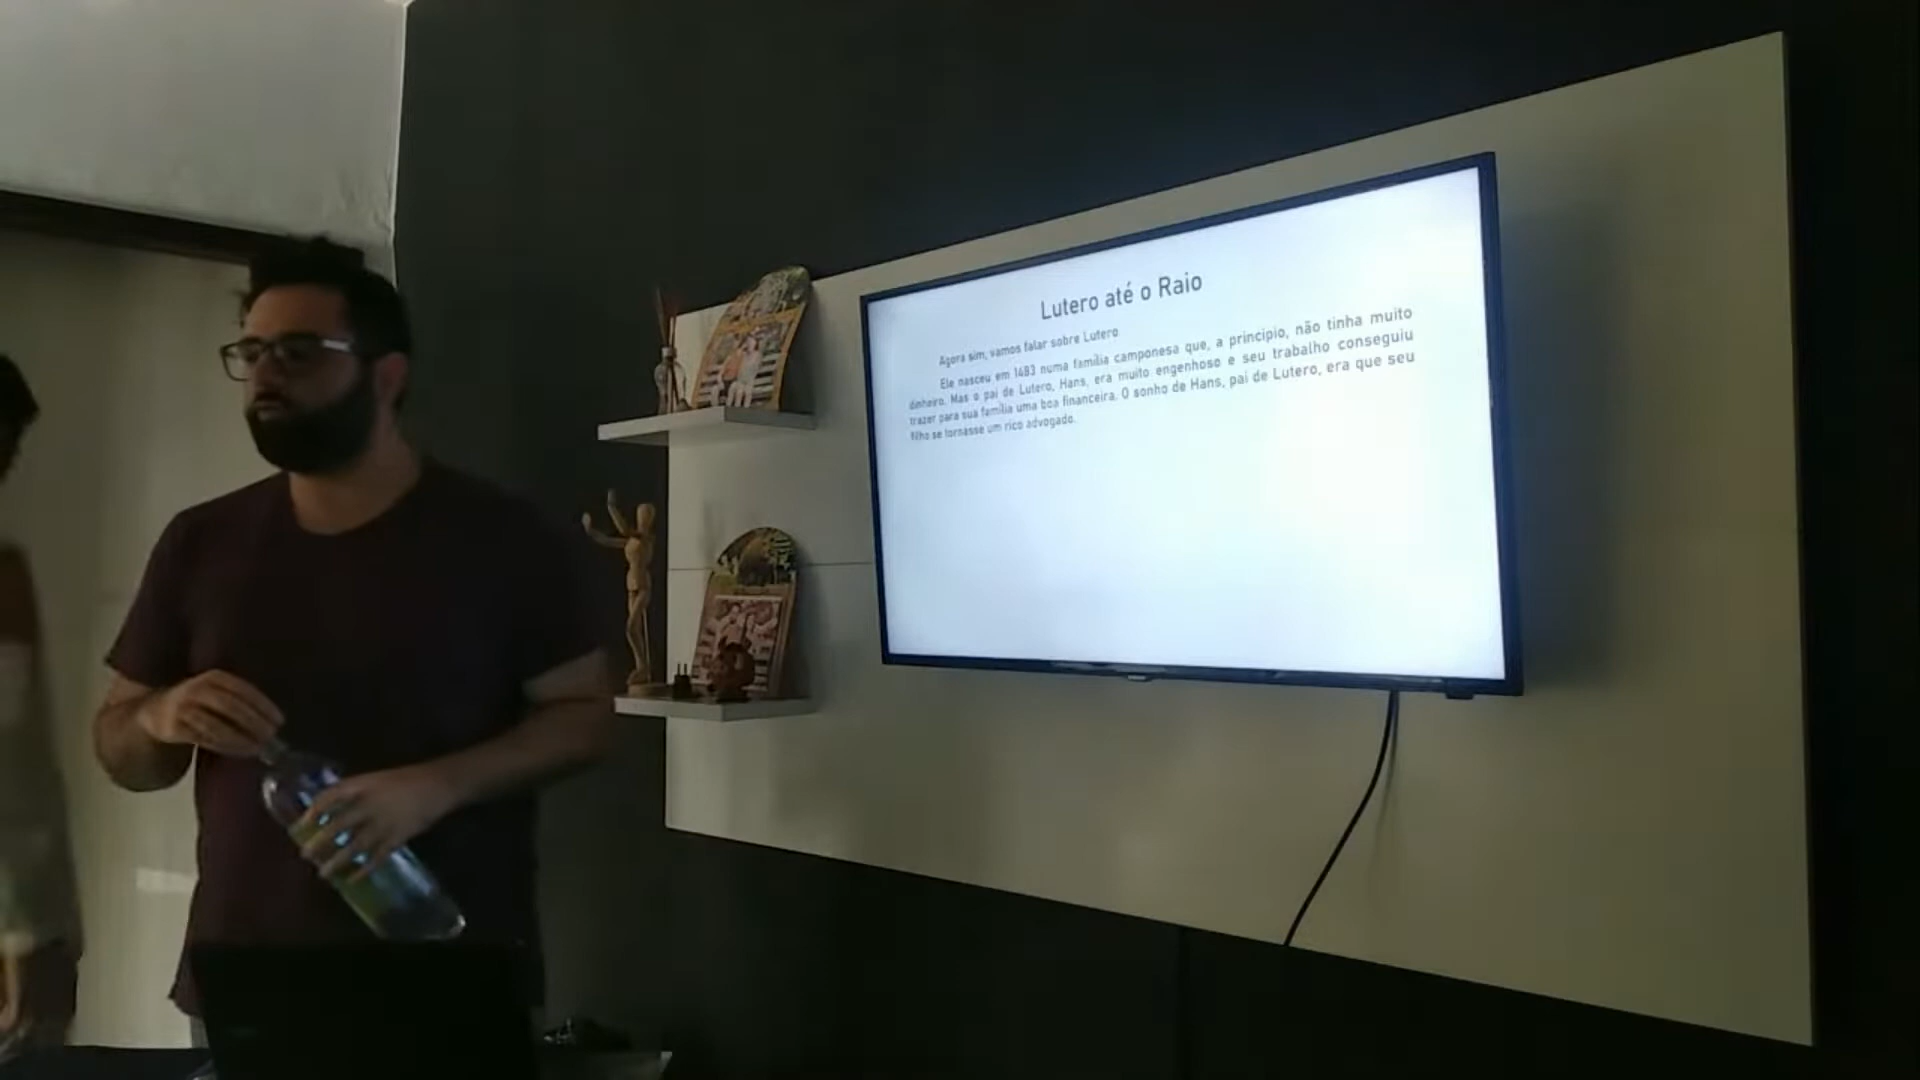 Lutero até o Raio
Agora sim, vamos falar sobre Lutero
Ele nasceu em 1483 numa família camponesa que, a principio, não tinha muito
dinheiro. Mas o pai de Lutero, Hans, era muito engenhoso e seu trabalho conseguiu
trazer para sua família uma boa financeira. O sonho de Hans, pai de Lutero, era que seu
filho se tornasse um rico advogado.